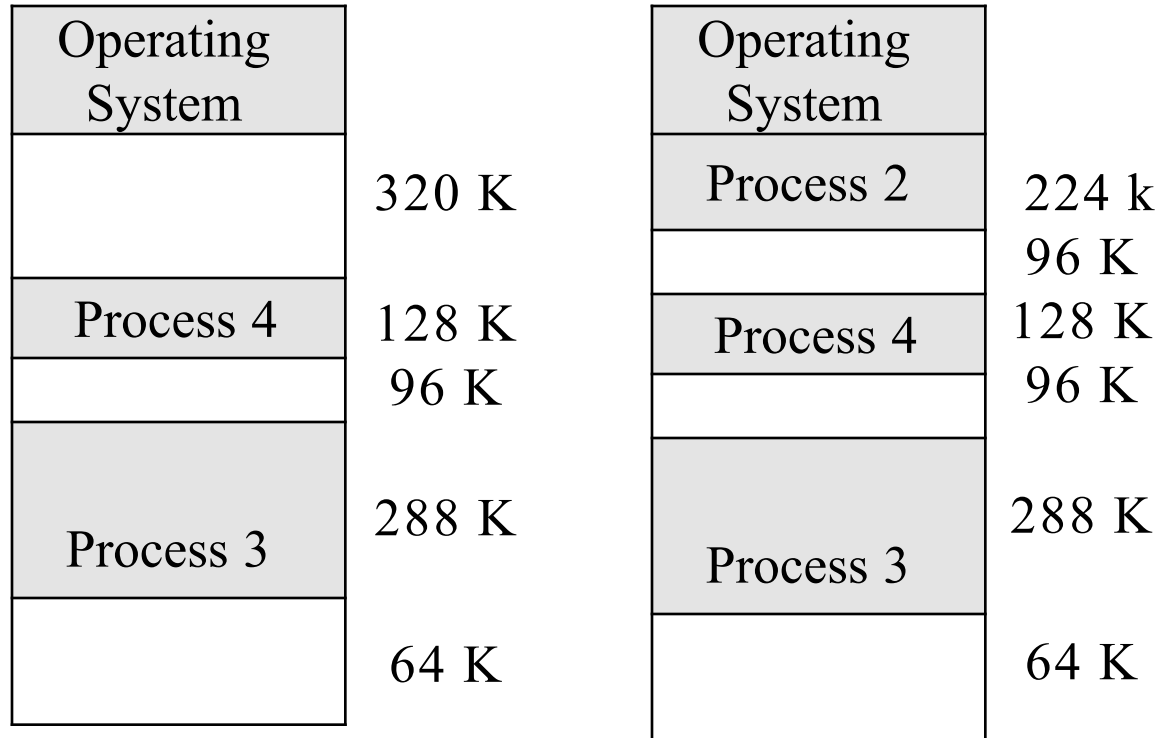 Operating
System
320 K
Process 4
128 K
96 K
288 K
Process 3
64 K
Operating
System
Process 2
224 k
96 K
Process 4
128 K
96 K
288 K
Process 3
64 K